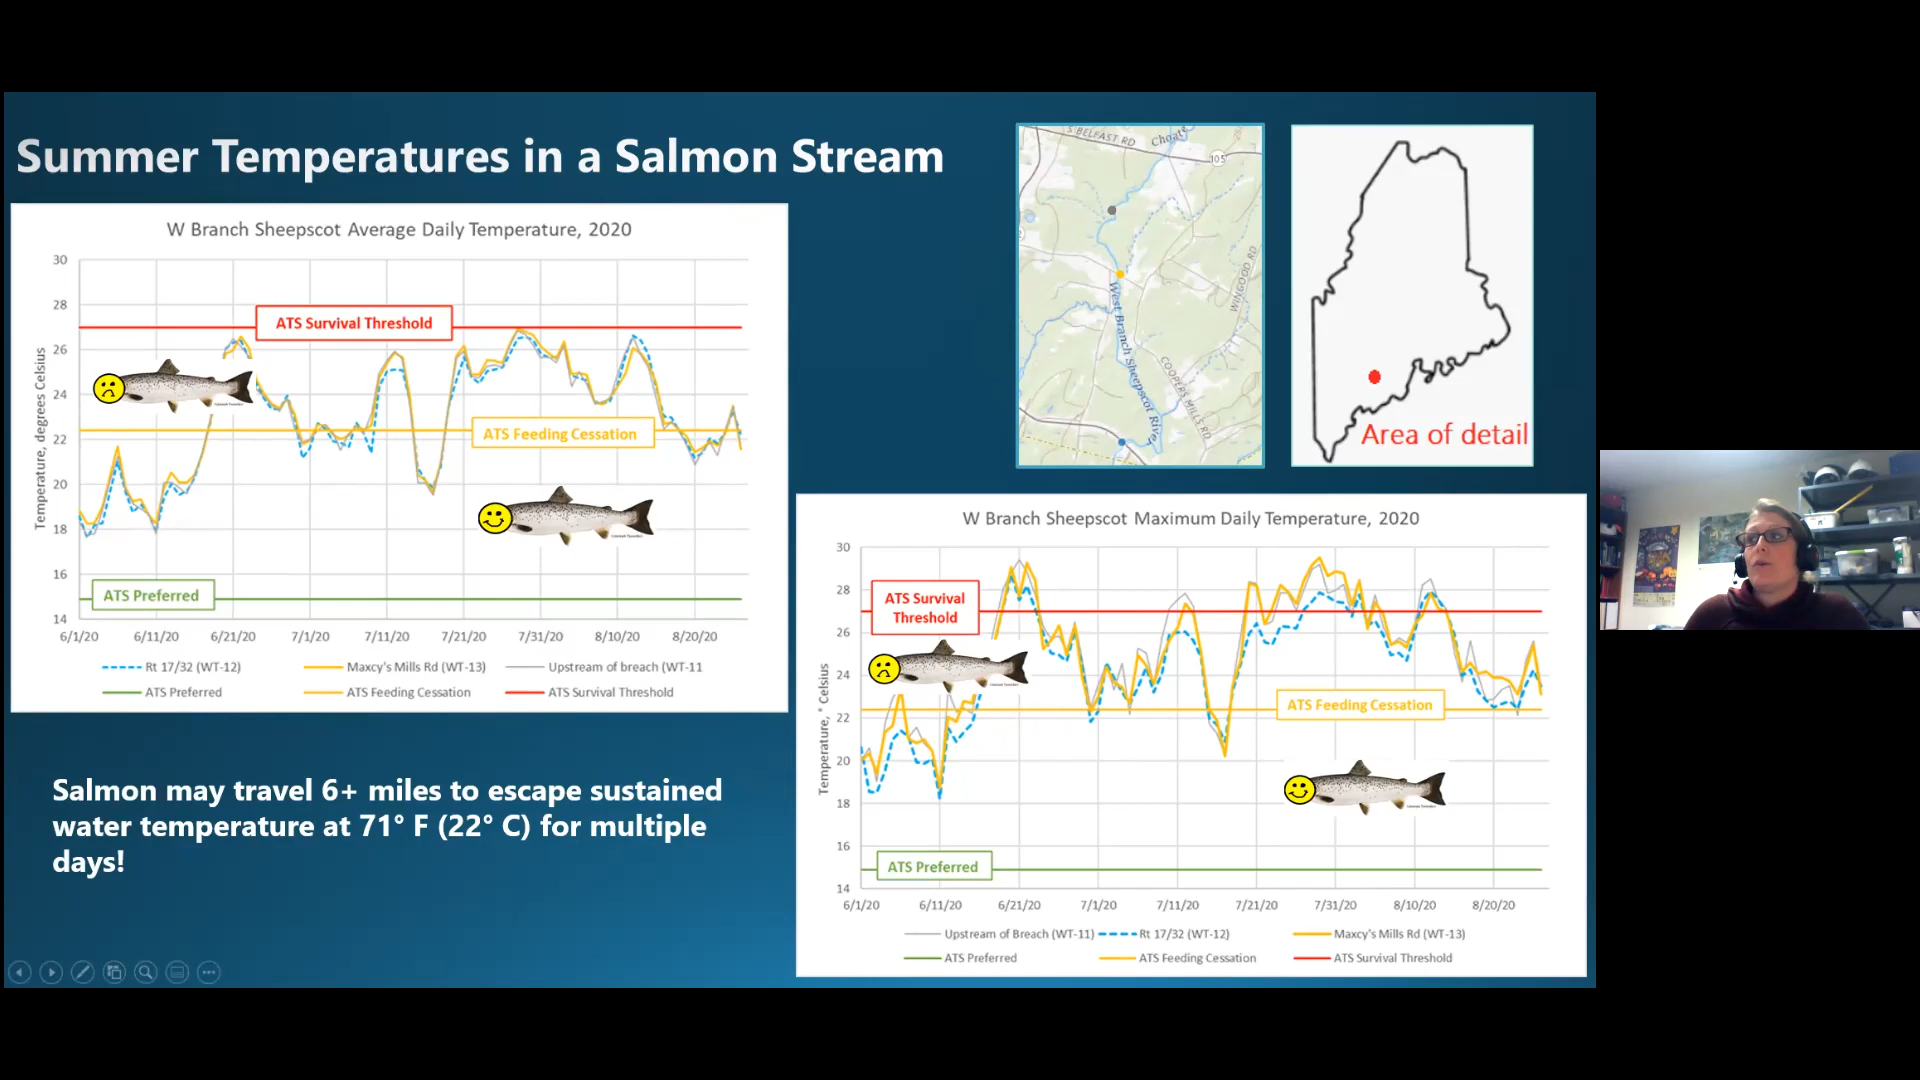 Summer Temperatures in a Salmon Stream
W Branch Sheepscot Average Daily Temperature, 2020
Temperature, degrees Celsius
30
28
26
24
22
20
18
16
14
ATS Survival Threshold
ATS Feeding Cessation
ATS Preferred
6/1/20 6/11/20 6/21/20 7/1/20 7/11/20 7/21/20 7/31/20 8/10/20 8/20/20
Rt 17/32 (WT-12) Maxcy's Mills Rd (WT-13) Upstream of breach (WT-11
ATS Preferred ATS Feeding Cessation ATS Survival Threshold
S BELFAST RD
Choate
105
WINGOOD RD
West Branch Sheepscot River
COOPERS MILLS RD
Area of detail
W Branch Sheepscot Maximum Daily Temperature, 2020
Temperature, ° Celsius
30
28
26
24
22
20
18
16
14
ATS Survival
Threshold
ATS Feeding Cessation
ATS Preferred
6/1/20 6/11/20 6/21/20 7/1/20 7/11/20 7/21/20 7/31/20 8/10/20 8/20/20
Upstream of Breach (WT-11) Rt 17/32 (WT-12) Maxcy's Mills Rd (WT-13)
ATS Preferred ATS Feeding Cessation ATS Survival Threshold
Salmon may travel 6+ miles to escape sustained
water temperature at 71° F (22° C) for multiple
days!